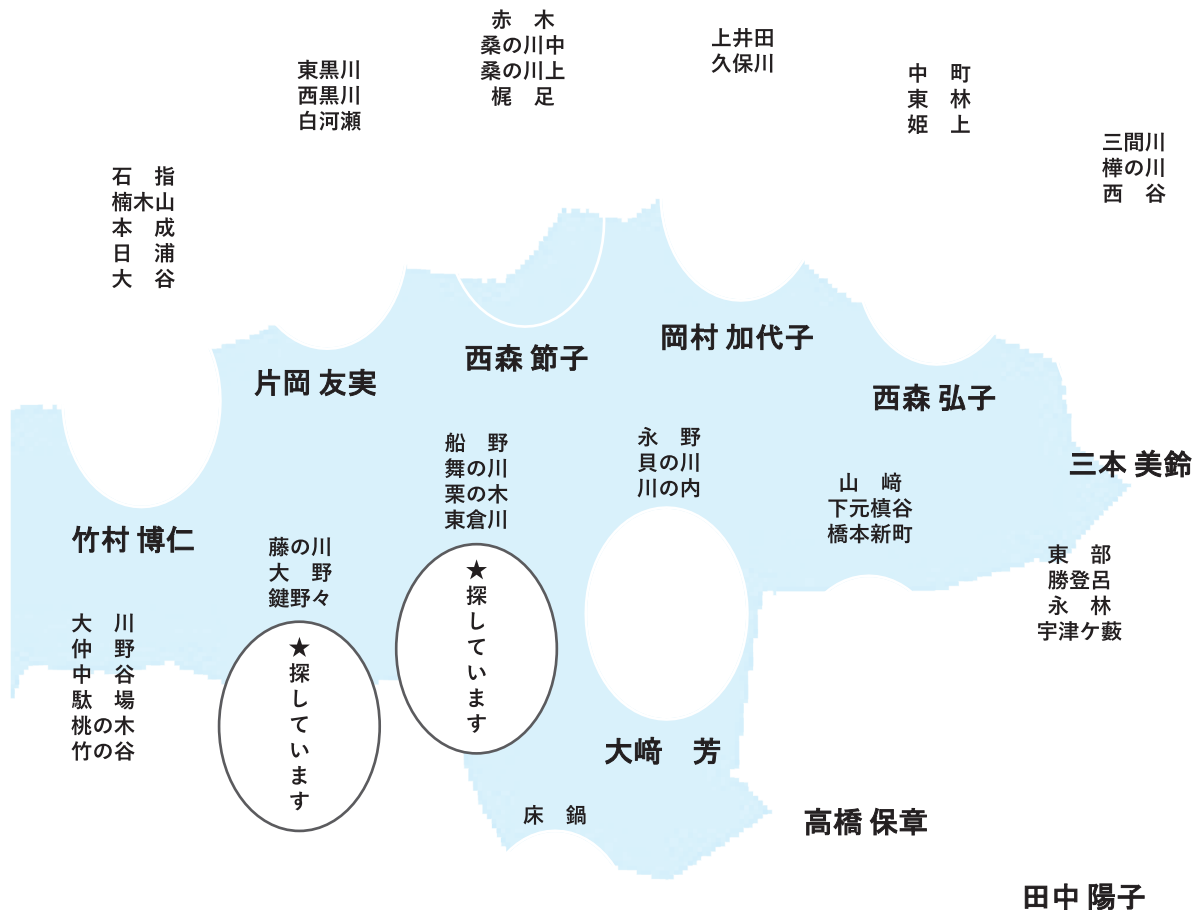 赤　木
桑の川中
桑の川上
梶　足
上井田
久保川
東黒川
西黒川
白河瀬
中　町
東　林
姫　上
三間川
樺の川
西　谷
石　指
楠木山
本　成
日　浦
大　谷
岡村 加代子
西森 節子
片岡 友実
西森 弘子
三本 美鈴
船　野
舞の川
栗の木
東倉川
永　野
貝の川
川の内
山　﨑
下元槙谷
橋本新町
竹村 博仁
藤の川
大　野
鍵野々
東　部
勝登呂
永　林
宇津ケ藪
大　川
仲　野
中　谷
駄　場
桃の木
竹の谷
★探しています
★探しています
大﨑　芳
床　鍋
高橋 保章
田中 陽子